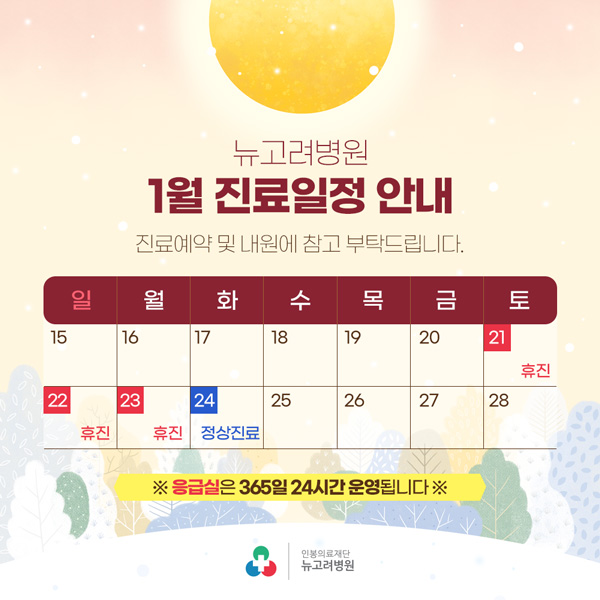 뉴고려병원
1월 진료일정 안내
진료예약 및 내원에 참고 부탁드립니다.
일 월 화 수 목 금 토
15 16 17 18 19 20 21
휴진
22 23 24 25 26 27 28
휴진 휴진 정상진료
※ 응급실은 365일 24시간 운영됩니다 ※
인봉의료재단
뉴고려병원